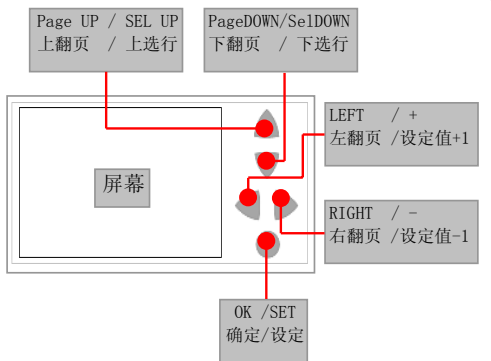 Page UP / SEL UP
上翻页 / 上选行
PageDOWN/SelDOWN
下翻页 / 下选行
LEFT / +
左翻页 /设定值+1
屏幕
RIGHT / -
右翻页 /设定值-1
OK /SET
确定/设定